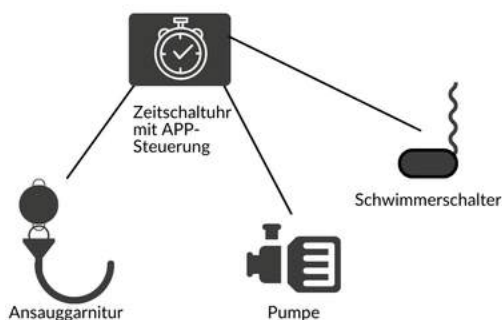 Zeitschaltuhr
mit APP-
Steuerung
Schwimmerschalter
Ansauggarnitur
Pumpe